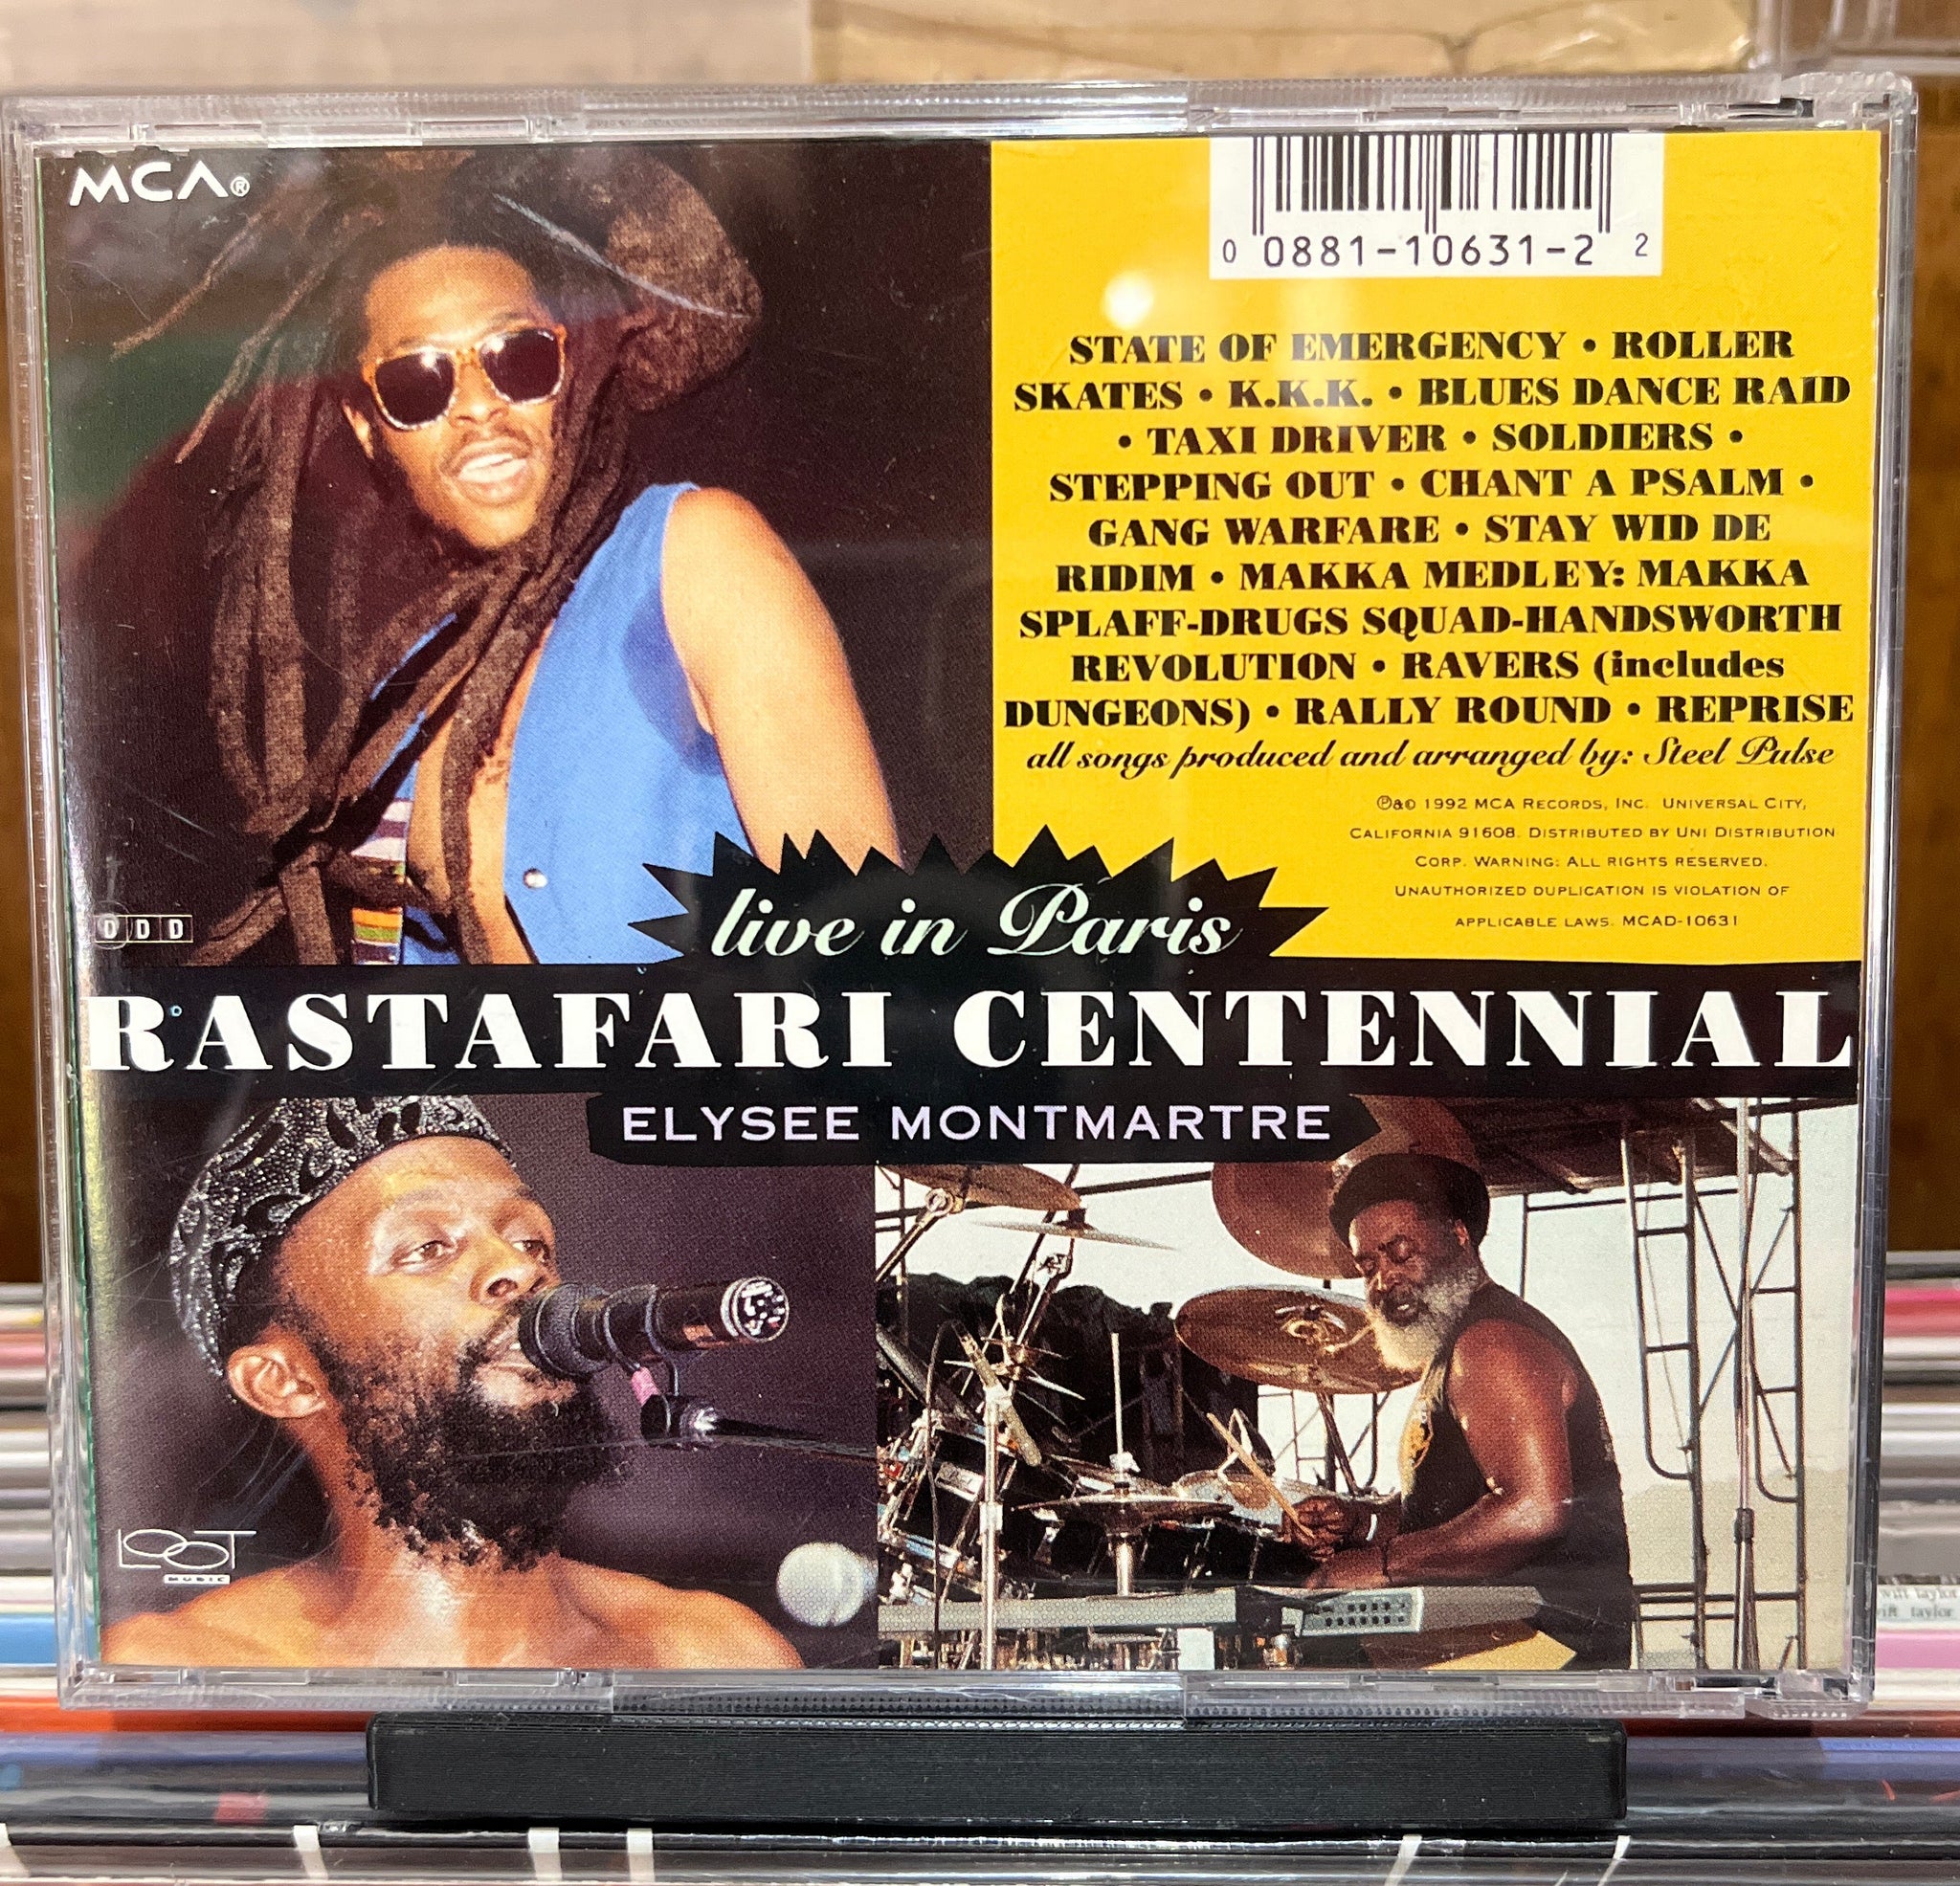 MCA®
0 0881-10631-2 2
STATE OF EMERGENCY • ROLLER
SKATES • K.K.K. • BLUES DANCE RAID
• TAXI DRIVER • SOLDIERS •
STEPPING OUT • CHANT A PSALM •
GANG WARFARE • STAY WID DE
RIDIM • MAKKA MEDLEY: MAKKA
SPLAFF-DRUGS SQUAD-HANDSWORTH
REVOLUTION • RAVERS (includes
DUNGEONS) • RALLY ROUND • REPRISE
all songs produced and arranged by: Steel Pulse
℗&© 1992 MCA RECORDS, INC. UNIVERSAL CITY,
CALIFORNIA 91608. DISTRIBUTED BY UNI DISTRIBUTION
CORP. WARNING: ALL RIGHTS RESERVED.
UNAUTHORIZED DUPLICATION IS VIOLATION OF
APPLICABLE LAWS. MCAD-10631
DDD
live in Paris
RASTAFARI CENTENNIAL
ELYSEE MONTMARTRE
LOOT
MUSIC
swift taylor